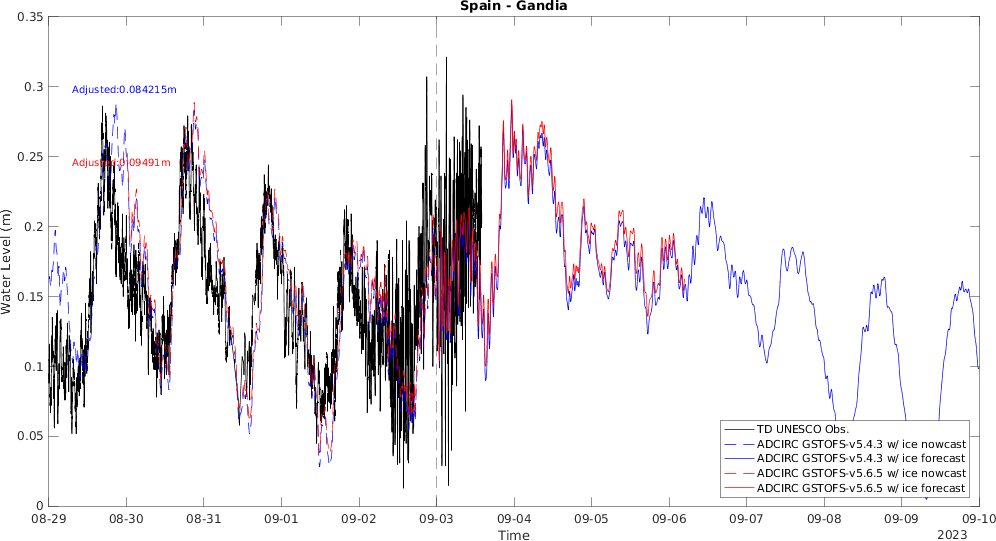 Spain - Gandia
0.35
0.3
0.25
0.2
0.15
0.1
0.05
0
Water Level (m)
Adjusted:0.084215m
Adjusted:0.09491m
TD UNESCO Obs.
ADCIRC GSTOFS-v5.4.3 w/ ice nowcast
ADCIRC GSTOFS-v5.4.3 w/ ice forecast
ADCIRC GSTOFS-v5.6.5 w/ ice nowcast
ADCIRC GSTOFS-v5.6.5 w/ ice forecast
08-29 08-30 08-31 09-01 09-02 09-03 09-04 09-05 09-06 09-07 09-08 09-09 09-10
Time
2023